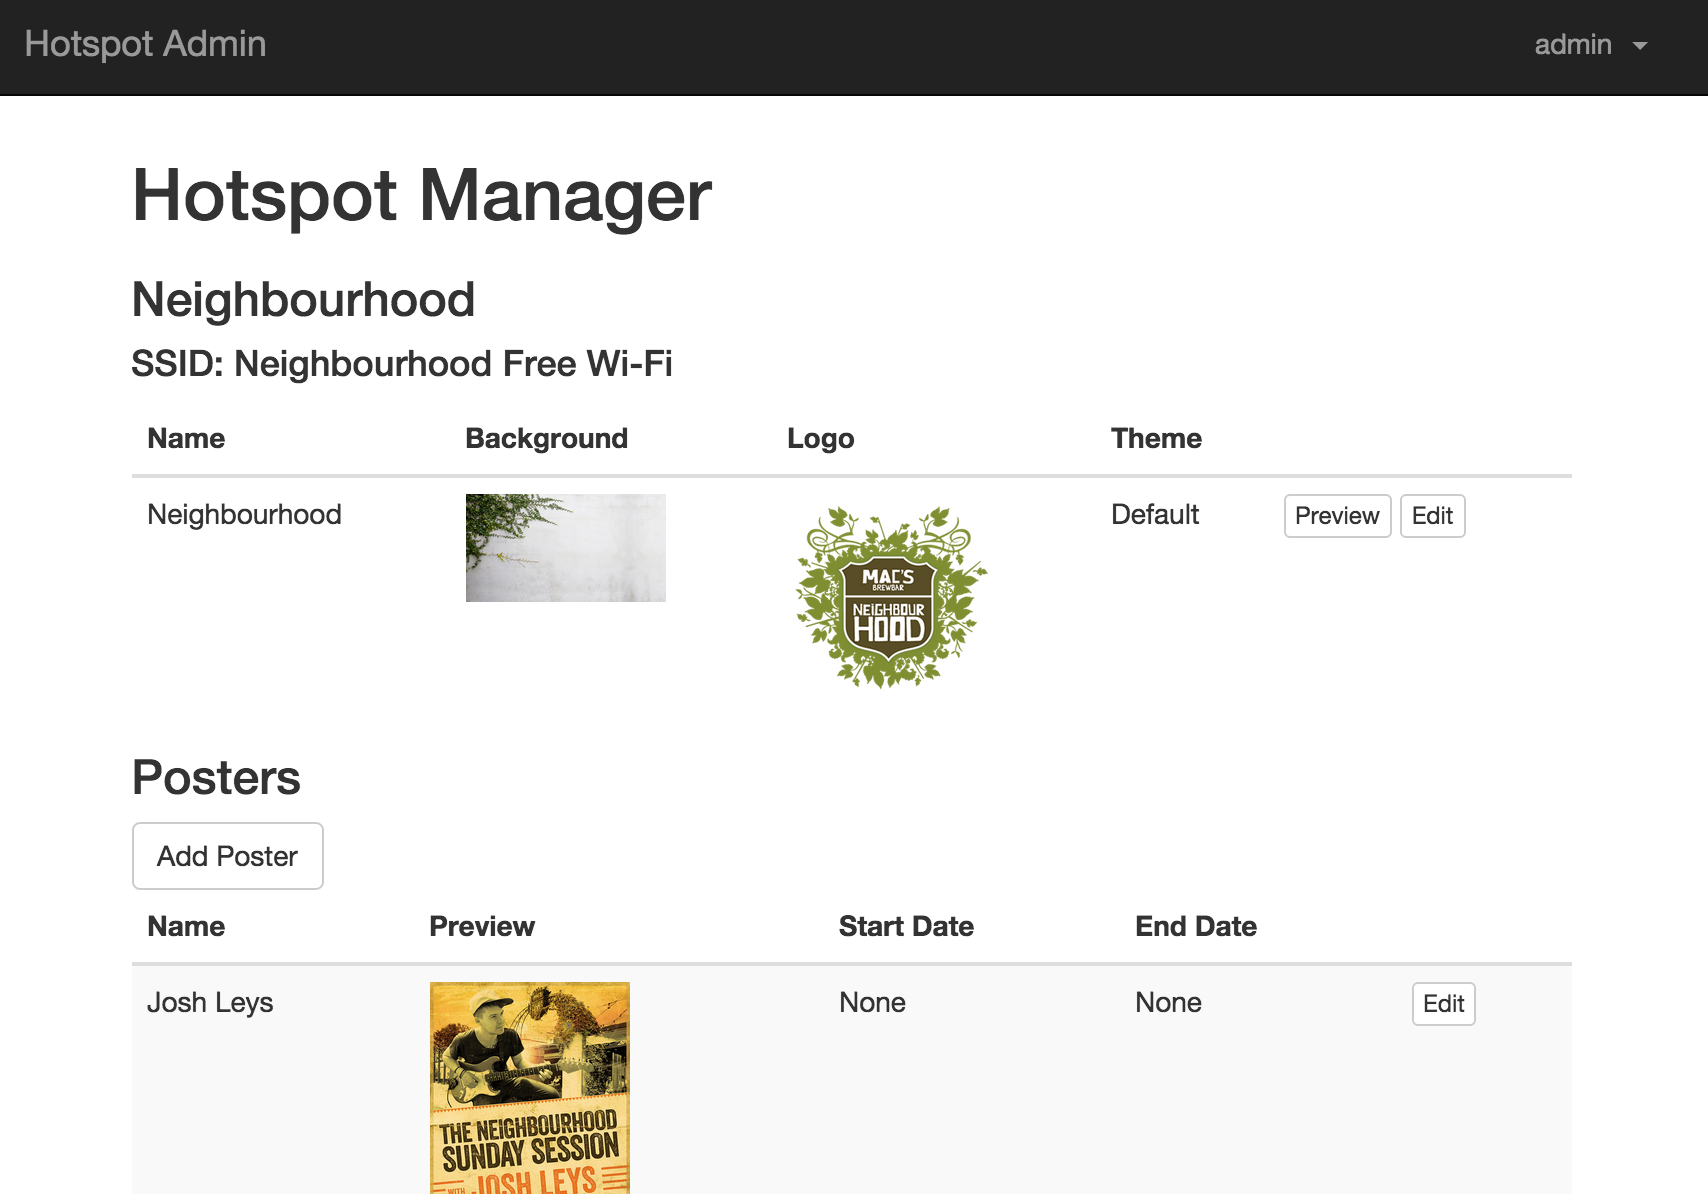 Hotspot Admin
admin
Hotspot Manager
Neighbourhood
SSID: Neighbourhood Free Wi-Fi
Name Background Logo Theme
Neighbourhood Default Preview Edit
MAC'S
BREWBAR
NEIGHBOUR
HOOD
Posters
Add Poster
Name Preview Start Date End Date
Josh Leys None None Edit
THE NEIGHBOURHOOD
SUNDAY SESSION
WITH JOSH LEYS